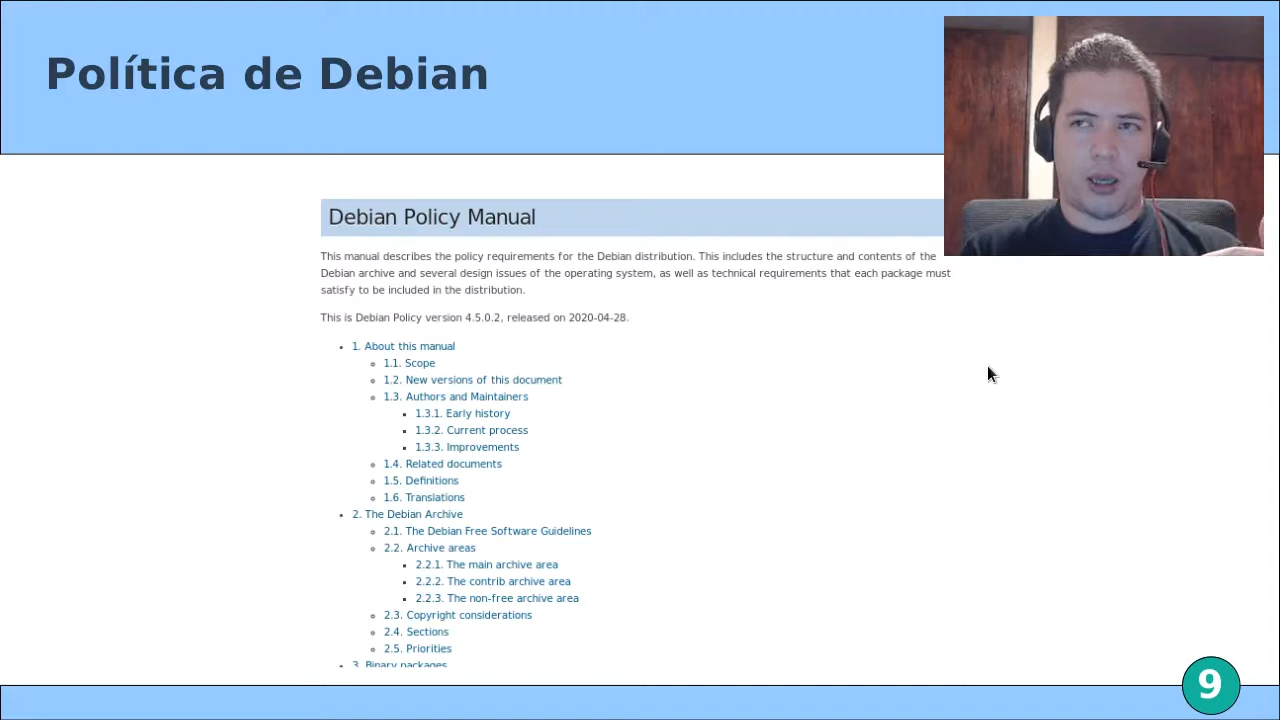 Política de Debian
Debian Policy Manual
This manual describes the policy requirements for the Debian distribution. This includes the structure and contents of the
Debian archive and several design issues of the operating system, as well as technical requirements that each package must
satisfy to be included in the distribution.
This is Debian Policy version 4.5.0.2, released on 2020-04-28.
1. About this manual
1.1. Scope
1.2. New versions of this document
1.3. Authors and Maintainers
1.3.1. Early history
1.3.2. Current process
1.3.3. Improvements
1.4. Related documents
1.5. Definitions
1.6. Translations
2. The Debian Archive
2.1. The Debian Free Software Guidelines
2.2. Archive areas
2.2.1. The main archive area
2.2.2. The contrib archive area
2.2.3. The non-free archive area
2.3. Copyright considerations
2.4. Sections
2.5. Priorities
3. Binary packages
9